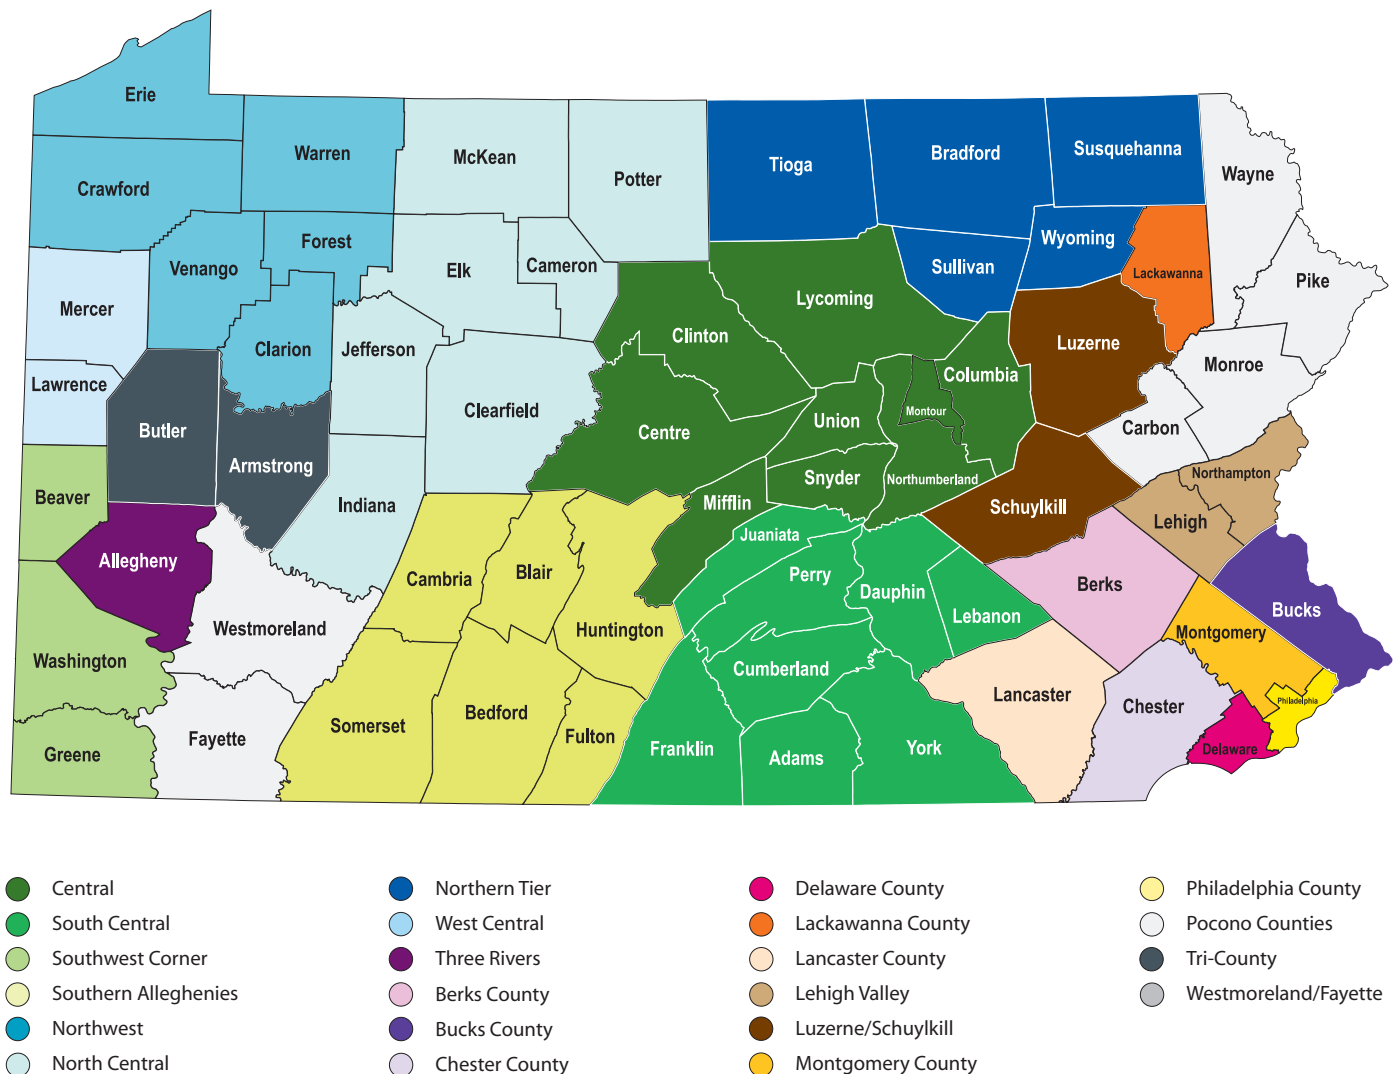 Erie
Warren
McKean
Potter
Tioga
Bradford
Susquehanna
Wayne
Crawford
Venango
Forest
Elk
Cameron
Lycoming
Sullivan
Wyoming
Lackawanna
Pike
Mercer
Clarion
Jefferson
Clinton
Columbia
Luzerne
Monroe
Lawrence
Butler
Armstrong
Clearfield
Centre
Union
Montour
Carbon
Beaver
Indiana
Mifflin
Snyder
Northumberland
Schuylkill
Northampton
Lehigh
Allegheny
Cambria
Blair
Juaniata
Perry
Dauphin
Lebanon
Berks
Bucks
Washington
Westmoreland
Huntington
Cumberland
Montgomery
Greene
Fayette
Somerset
Bedford
Fulton
Franklin
Adams
York
Lancaster
Chester
Delaware
Philadelphia
Central
South Central
Southwest Corner
Southern Alleghenies
Northwest
North Central
Northern Tier
West Central
Three Rivers
Berks County
Bucks County
Chester County
Delaware County
Lackawanna County
Lancaster County
Lehigh Valley
Luzerne/Schuylkill
Montgomery County
Philadelphia County
Pocono Counties
Tri-County
Westmoreland/Fayette